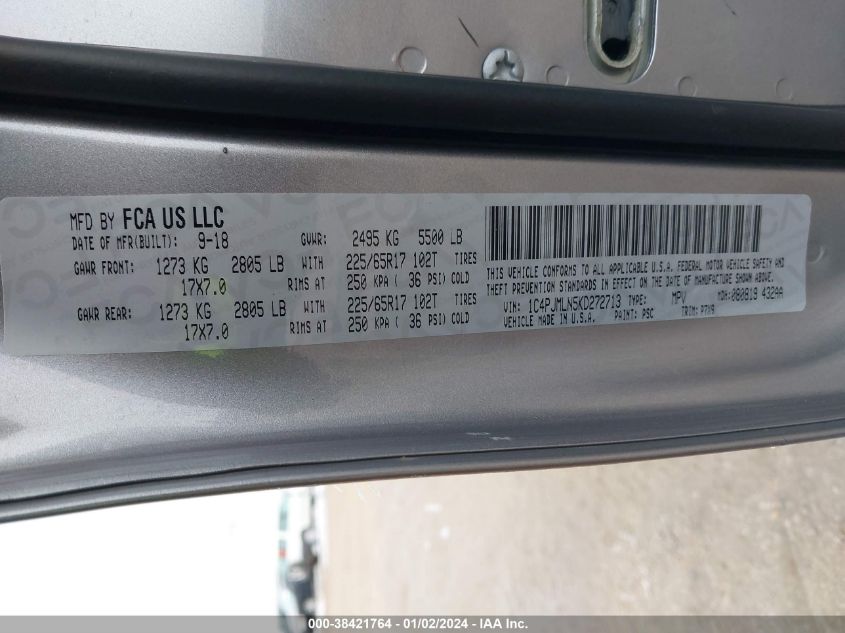 MFD BY FCA US LLC
DATE OF MFR(BUILT): 9-18 GVWR: 2495 KG 5500 LB
GAWR FRONT: 1273 KG 2805 LB WITH 225/65R17 102T TIRES
17X7.0 RIMS AT 250 KPA ( 36 PSI) COLD
GAWR REAR: 1273 KG 2805 LB WITH 225/65R17 102T TIRES
17X7.0 RIMS AT 250 KPA ( 36 PSI) COLD
THIS VEHICLE CONFORMS TO ALL APPLICABLE U.S.A. FEDERAL MOTOR VEHICLE SAFETY AND
THEFT PREVENTION STANDARDS IN EFFECT ON THE DATE OF MANUFACTURE SHOWN ABOVE.
VIN: 1C4PJMLN5KD272713 TYPE: MPV MDH: 080819 432AA
VEHICLE MADE IN U.S.A. PAINT: PSC TRIM: P7X9
000-38421764 - 01/02/2024 - IAA Inc.